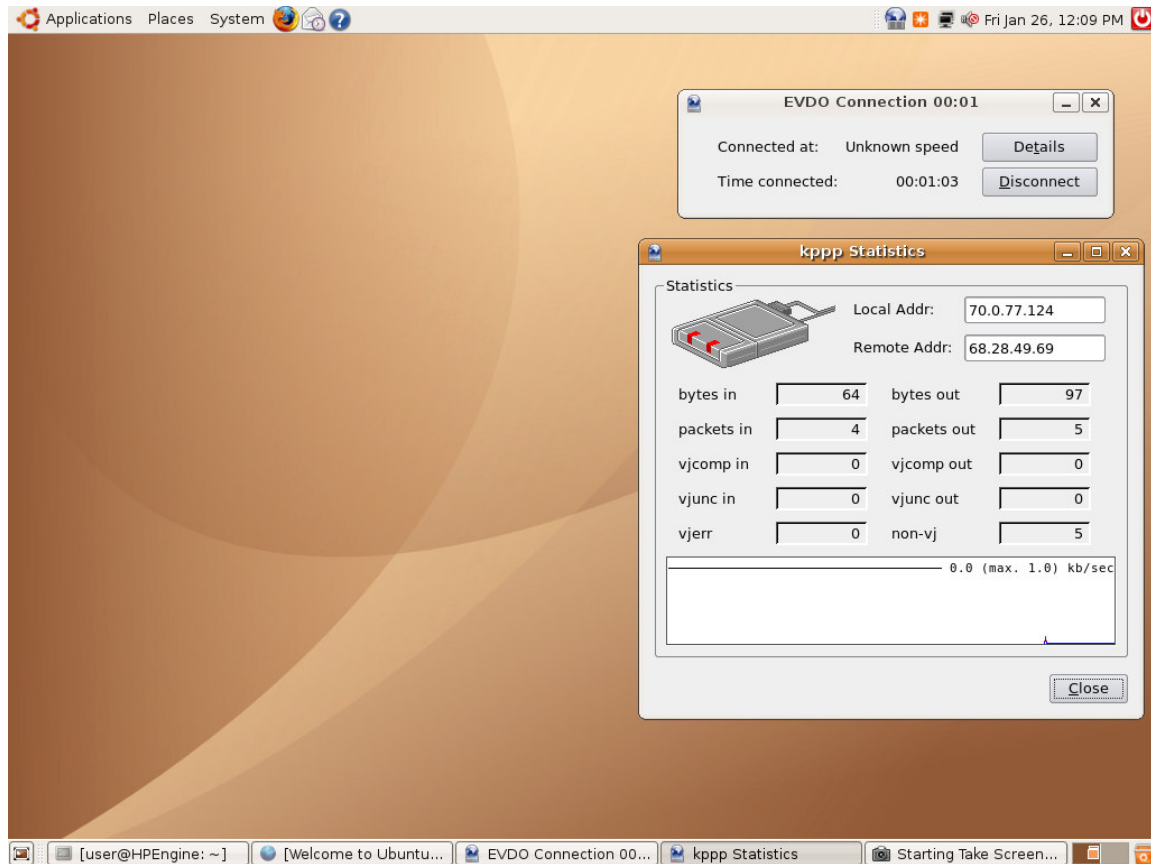 Applications Places System Fri Jan 26, 12:09 PM
EVDO Connection 00:01
Connected at: Unknown speed Details
Time connected: 00:01:03 Disconnect
kppp Statistics
Statistics
Local Addr: 70.0.77.124
Remote Addr: 68.28.49.69
bytes in 64 bytes out 97
packets in 4 packets out 5
vjcomp in 0 vjcomp out 0
vjunc in 0 vjunc out 0
vjerr 0 non-vj 5
0.0 (max. 1.0) kb/sec
Close
[user@HPEngine: ~] [Welcome to Ubuntu... EVDO Connection 00... kppp Statistics Starting Take Screen...